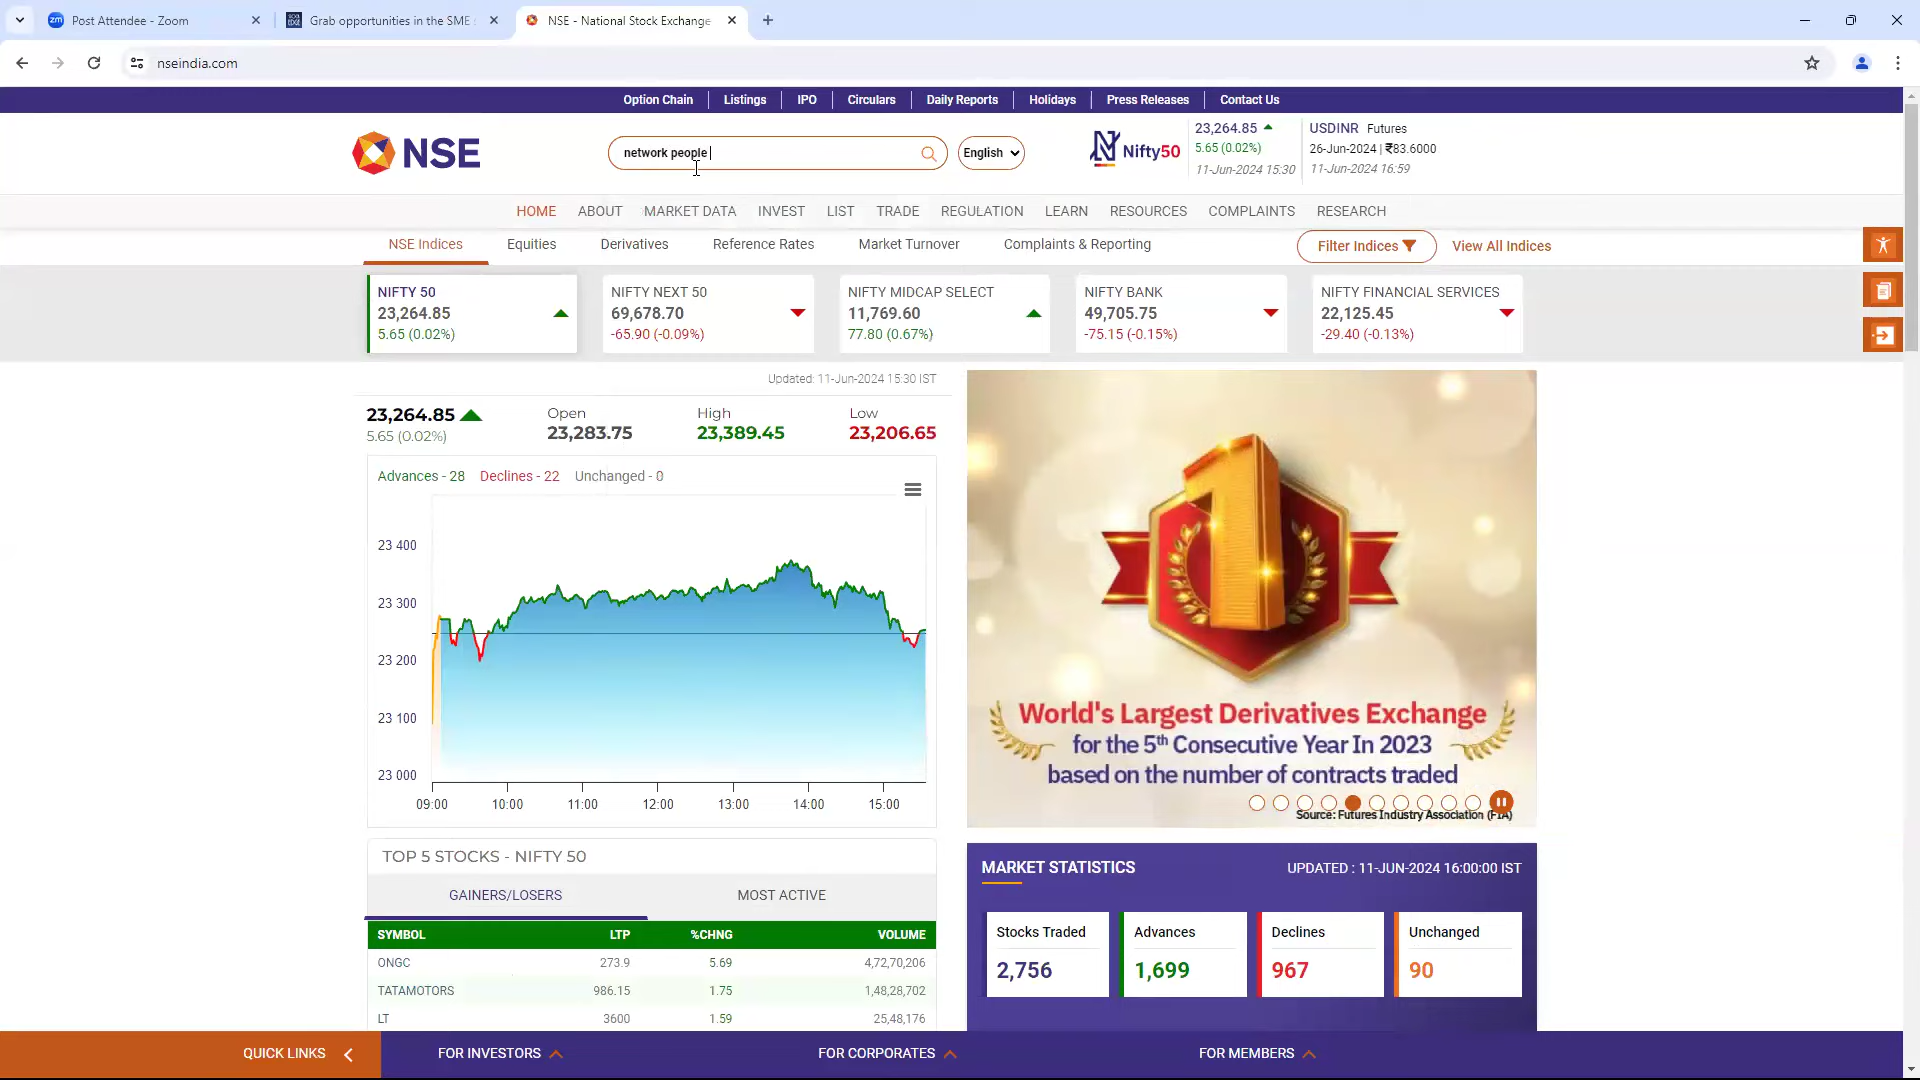 Post Attendee - Zoom
Grab opportunities in the SME
NSE - National Stock Exchange
nseindia.com
Option Chain
Listings
IPO
Circulars
Daily Reports
Holidays
Press Releases
Contact Us
NSE
network people
English
Nifty50
23,264.85
5.65 (0.02%)
11-Jun-2024 15:30
USDINR Futures
26-Jun-2024 | ₹83.6000
11-Jun-2024 16:59
HOME
ABOUT
MARKET DATA
INVEST
LIST
TRADE
REGULATION
LEARN
RESOURCES
COMPLAINTS
RESEARCH
NSE Indices
Equities
Derivatives
Reference Rates
Market Turnover
Complaints & Reporting
Filter Indices
View All Indices
NIFTY 50
23,264.85
5.65 (0.02%)
NIFTY NEXT 50
69,678.70
-65.90 (-0.09%)
NIFTY MIDCAP SELECT
11,769.60
77.80 (0.67%)
NIFTY BANK
49,705.75
-75.15 (-0.15%)
NIFTY FINANCIAL SERVICES
22,125.45
-29.40 (-0.13%)
Updated: 11-Jun-2024 15:30 IST
23,264.85
5.65 (0.02%)
Open
23,283.75
High
23,389.45
Low
23,206.65
Advances - 28
Declines - 22
Unchanged - 0
23 400
23 300
23 200
23 100
23 000
09:00
10:00
11:00
12:00
13:00
14:00
15:00
1
World's Largest Derivatives Exchange
for the 5th Consecutive Year In 2023
based on the number of contracts traded
Source: Futures Industry Association (FIA)
TOP 5 STOCKS - NIFTY 50
GAINERS/LOSERS
MOST ACTIVE
SYMBOL LTP %CHNG VOLUME
ONGC 273.9 5.69 4,72,70,206
TATAMOTORS 986.15 1.75 1,48,28,702
LT 3600 1.59 25,48,176
MARKET STATISTICS
UPDATED : 11-JUN-2024 16:00:00 IST
Stocks Traded
2,756
Advances
1,699
Declines
967
Unchanged
90
QUICK LINKS
FOR INVESTORS
FOR CORPORATES
FOR MEMBERS